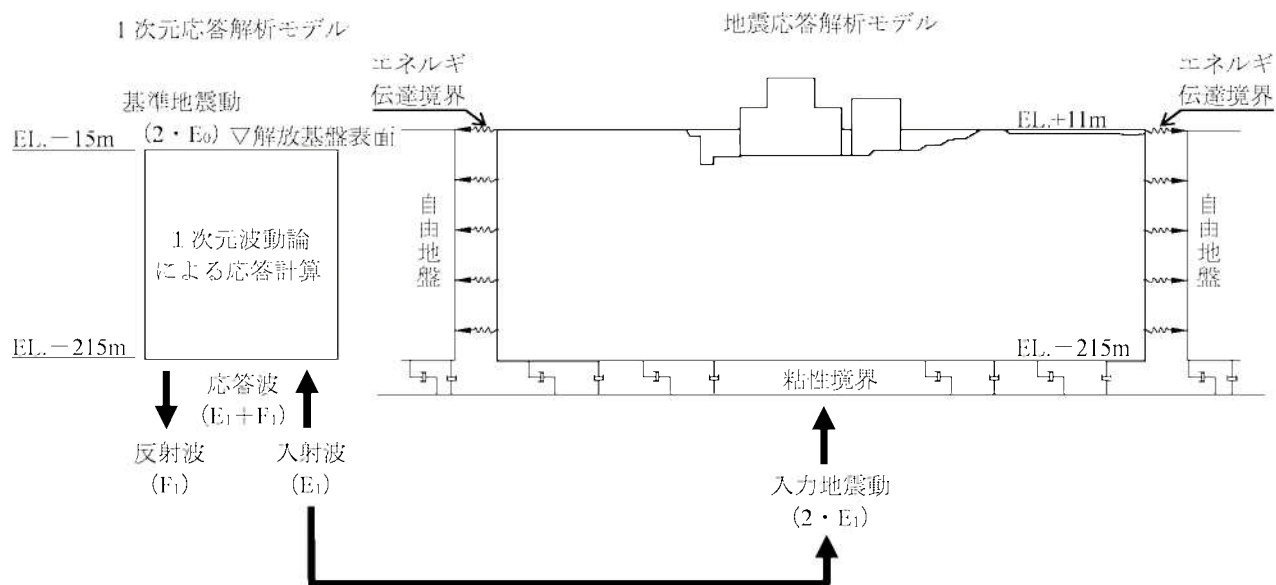 1次元応答解析モデル
地震応答解析モデル
エネルギ
伝達境界
エネルギ
伝達境界
基準地震動
(2・E₀) ▽解放基盤表面
EL.−15m
EL.+11m
1次元波動論
による応答計算
自由地盤
自由地盤
EL.−215m
EL.−215m
応答波
(E₁+F₁)
粘性境界
反射波
(F₁)
入射波
(E₁)
入力地震動
(2・E₁)